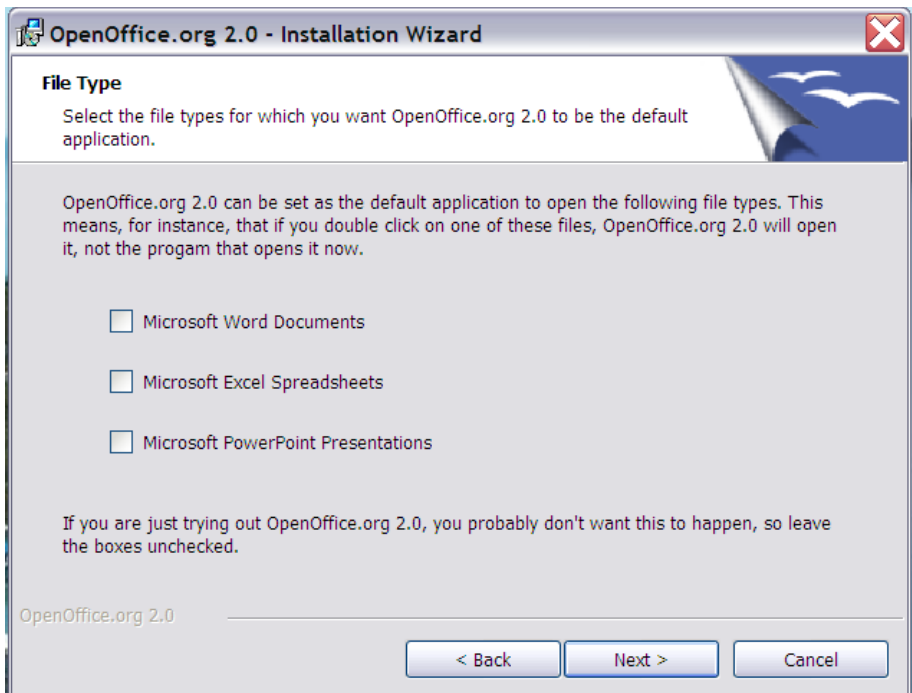 OpenOffice.org 2.0 - Installation Wizard
File Type
Select the file types for which you want OpenOffice.org 2.0 to be the default
application.
OpenOffice.org 2.0 can be set as the default application to open the following file types. This
means, for instance, that if you double click on one of these files, OpenOffice.org 2.0 will open
it, not the progam that opens it now.
Microsoft Word Documents
Microsoft Excel Spreadsheets
Microsoft PowerPoint Presentations
If you are just trying out OpenOffice.org 2.0, you probably don't want this to happen, so leave
the boxes unchecked.
OpenOffice.org 2.0
< Back
Next >
Cancel